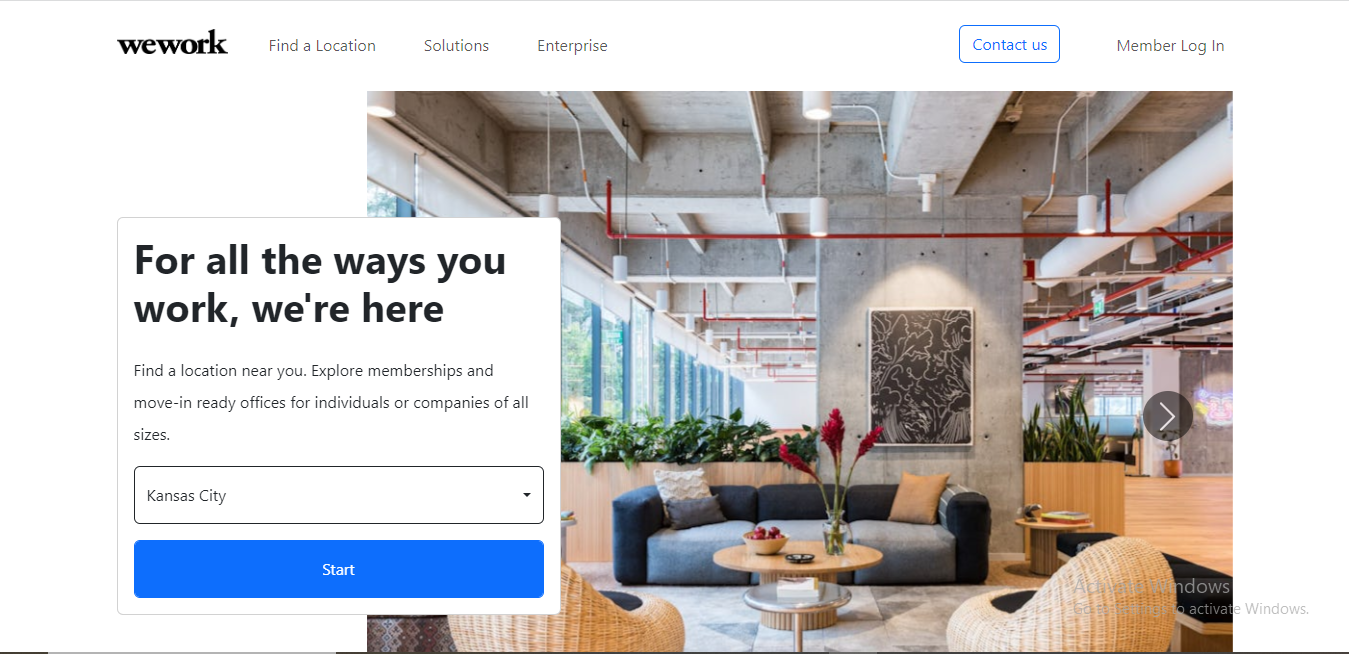 wework
Find a Location
Solutions
Enterprise
Contact us
Member Log In
For all the ways you
work, we're here
Find a location near you. Explore memberships and
move-in ready offices for individuals or companies of all
sizes.
Kansas City
Start
Activate Windows
Go to Settings to activate Windows.